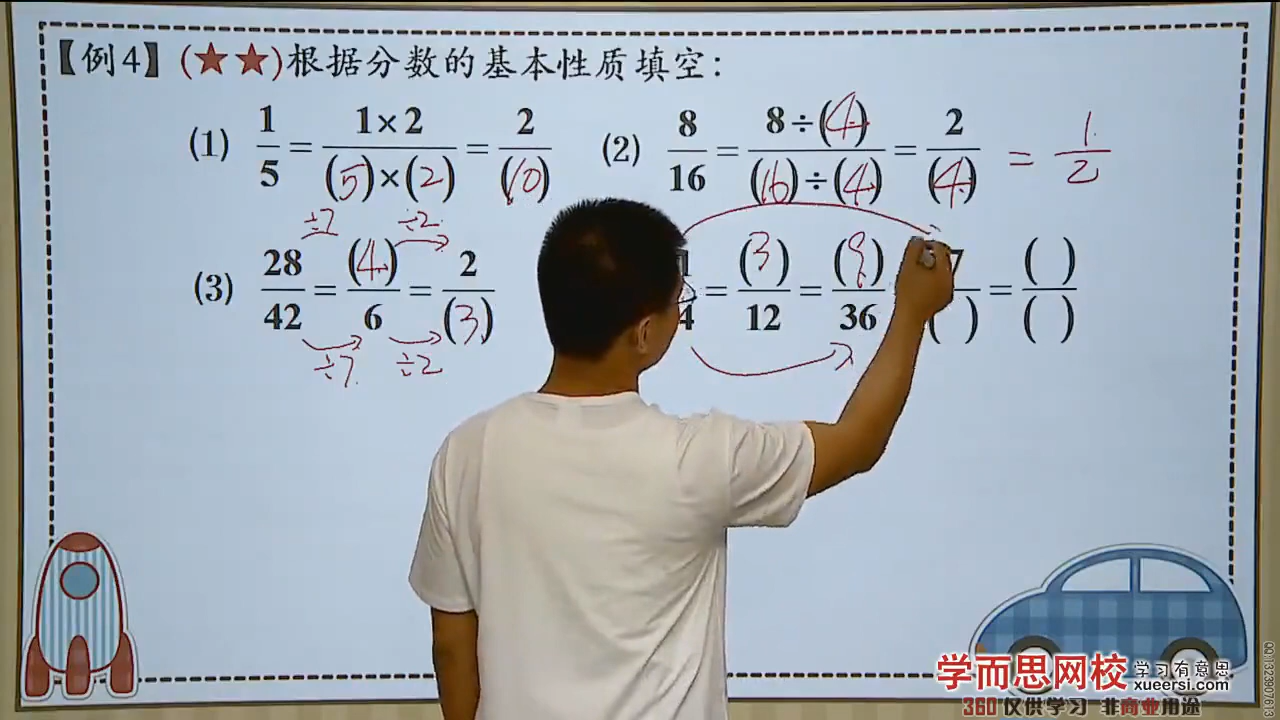 【例4】(★★)根据分数的基本性质填空:
(1) 1/5 = 1×2/(5)×(2) = 2/(10) (2) 8/16 = 8÷(4)/(16)÷(4) = 2/(4) = 1/2
÷7 ÷2
(3) 28/42 = (4)/6 = 2/(3) 1/4 = (3)/12 = (9)/36 = 7/( ) = ( )/( )
÷7 ÷2
学而思网校 学习有意思
xueersi.com
360 仅供学习 非商业用途